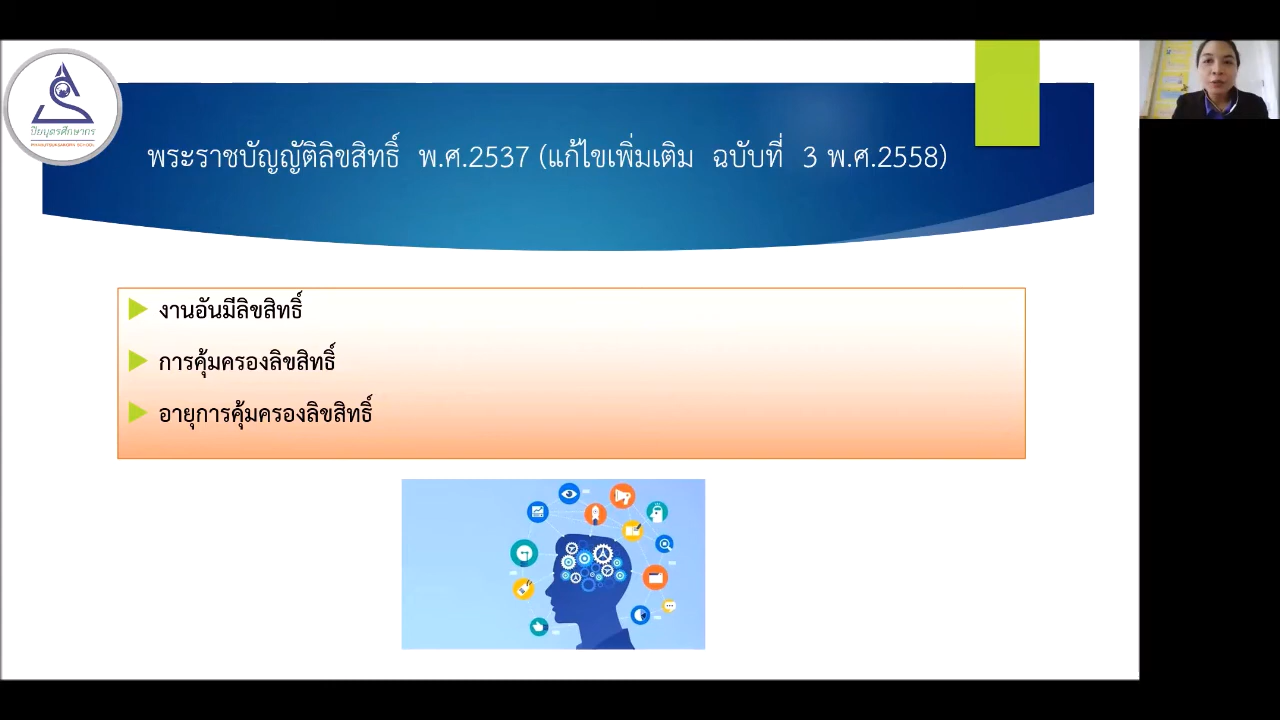 ปิยบุตรศึกษากร
PIYABUTSUKSAKORN SCHOOL
พระราชบัญญัติลิขสิทธิ์ พ.ศ.2537 (แก้ไขเพิ่มเติม ฉบับที่ 3 พ.ศ.2558)
งานอันมีลิขสิทธิ์
การคุ้มครองลิขสิทธิ์
อายุการคุ้มครองลิขสิทธิ์